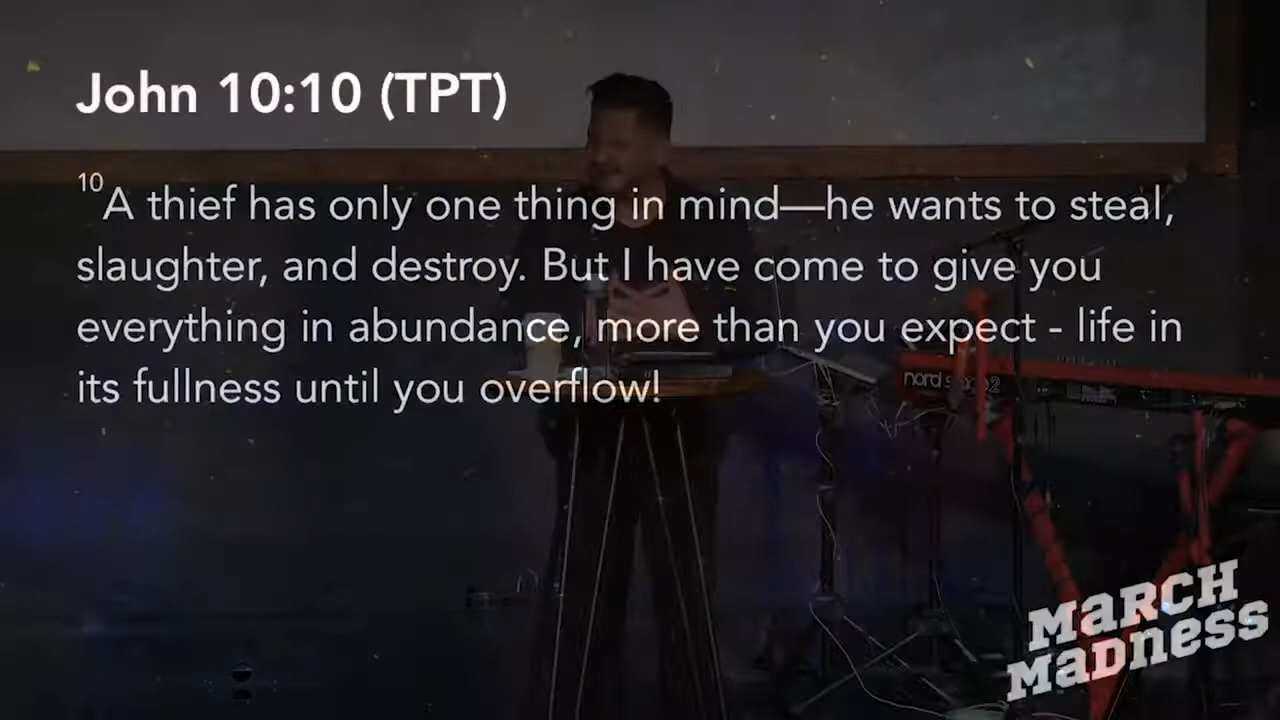 John 10:10 (TPT)
10A thief has only one thing in mind—he wants to steal,
slaughter, and destroy. But I have come to give you
everything in abundance, more than you expect - life in
its fullness until you overflow!
nord
MaRCH
MaDness